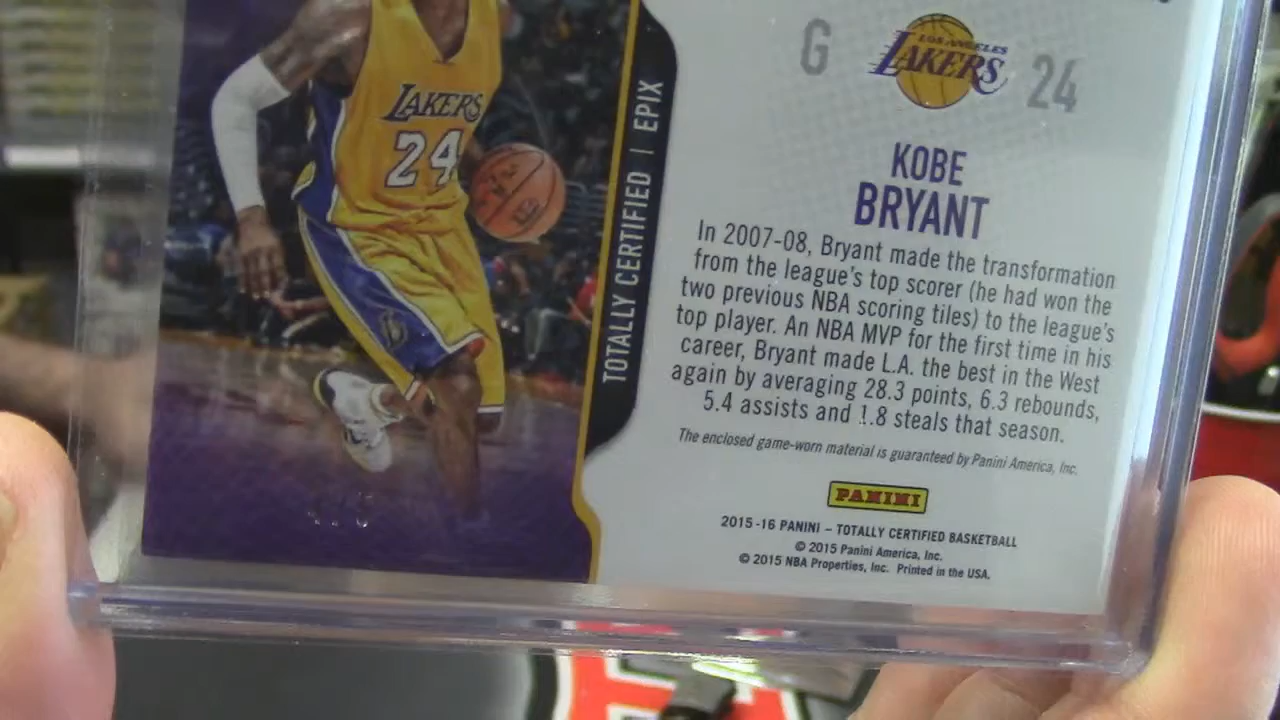 LAKERS
24
TOTALLY CERTIFIED | EPIX
G
LOS ANGELES
LAKERS
24
KOBE
BRYANT
In 2007-08, Bryant made the transformation
from the league's top scorer (he had won the
two previous NBA scoring tiles) to the league's
top player. An NBA MVP for the first time in his
career, Bryant made L.A. the best in the West
again by averaging 28.3 points, 6.3 rebounds,
5.4 assists and 1.8 steals that season.
The enclosed game-worn material is guaranteed by Panini America, Inc.
PANINI
2015-16 PANINI – TOTALLY CERTIFIED BASKETBALL
© 2015 Panini America, Inc.
© 2015 NBA Properties, Inc. Printed in the USA.